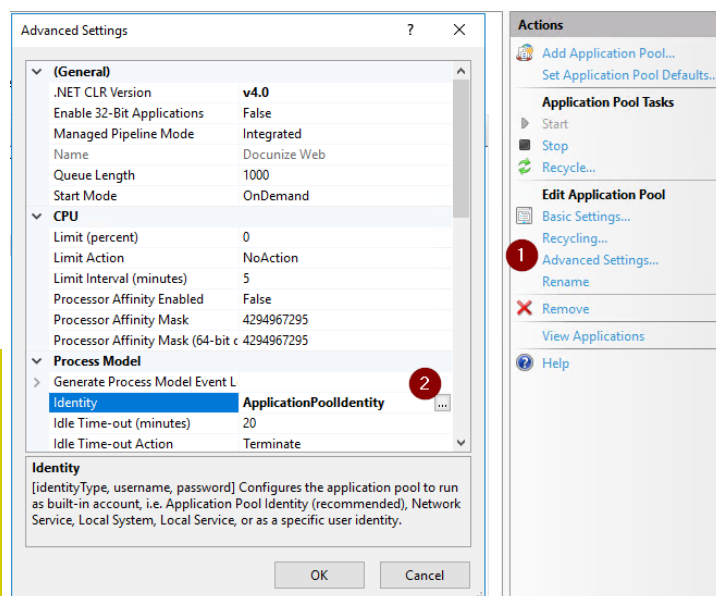 Advanced Settings
?
(General)
.NET CLR Version v4.0
Enable 32-Bit Applications False
Managed Pipeline Mode Integrated
Name Docunize Web
Queue Length 1000
Start Mode OnDemand
CPU
Limit (percent) 0
Limit Action NoAction
Limit Interval (minutes) 5
Processor Affinity Enabled False
Processor Affinity Mask 4294967295
Processor Affinity Mask (64-bit c 4294967295
Process Model
Generate Process Model Event L
2
Identity ApplicationPoolIdentity ...
Idle Time-out (minutes) 20
Idle Time-out Action Terminate
Identity
[identityType, username, password] Configures the application pool to run
as built-in account, i.e. Application Pool Identity (recommended), Network
Service, Local System, Local Service, or as a specific user identity.
OK Cancel
Actions
Add Application Pool...
Set Application Pool Defaults...
Application Pool Tasks
Start
Stop
Recycle...
Edit Application Pool
Basic Settings...
Recycling...
1
Advanced Settings...
Rename
Remove
View Applications
Help